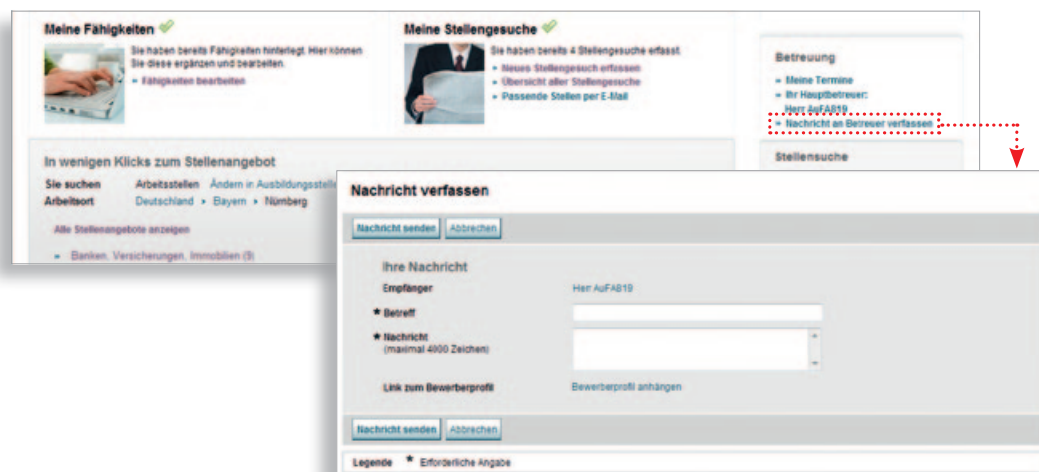 Meine Fähigkeiten
Sie haben bereits Fähigkeiten hinterlegt. Hier können
Sie diese ergänzen und bearbeiten.
» Fähigkeiten bearbeiten
Meine Stellengesuche
Sie haben bereits 4 Stellengesuche erfasst.
» Neues Stellengesuch erfassen
» Übersicht aller Stellengesuche
» Passende Stellen per E-Mail
Betreuung
» Meine Termine
» Ihr Hauptbetreuer:
Herr AuFA819
» Nachricht an Betreuer verfassen
Stellensuche
In wenigen Klicks zum Stellenangebot
Sie suchen Arbeitsstellen Ändern in Ausbildungsstelle
Arbeitsort Deutschland » Bayern » Nürnberg
Alle Stellenangebote anzeigen
» Banken, Versicherungen, Immobilien (9)
Nachricht verfassen
Nachricht senden Abbrechen
Ihre Nachricht
Empfänger Herr AuFA819
* Betreff
* Nachricht
(maximal 4000 Zeichen)
Link zum Bewerberprofil Bewerberprofil anhängen
Nachricht senden Abbrechen
Legende * Erforderliche Angabe